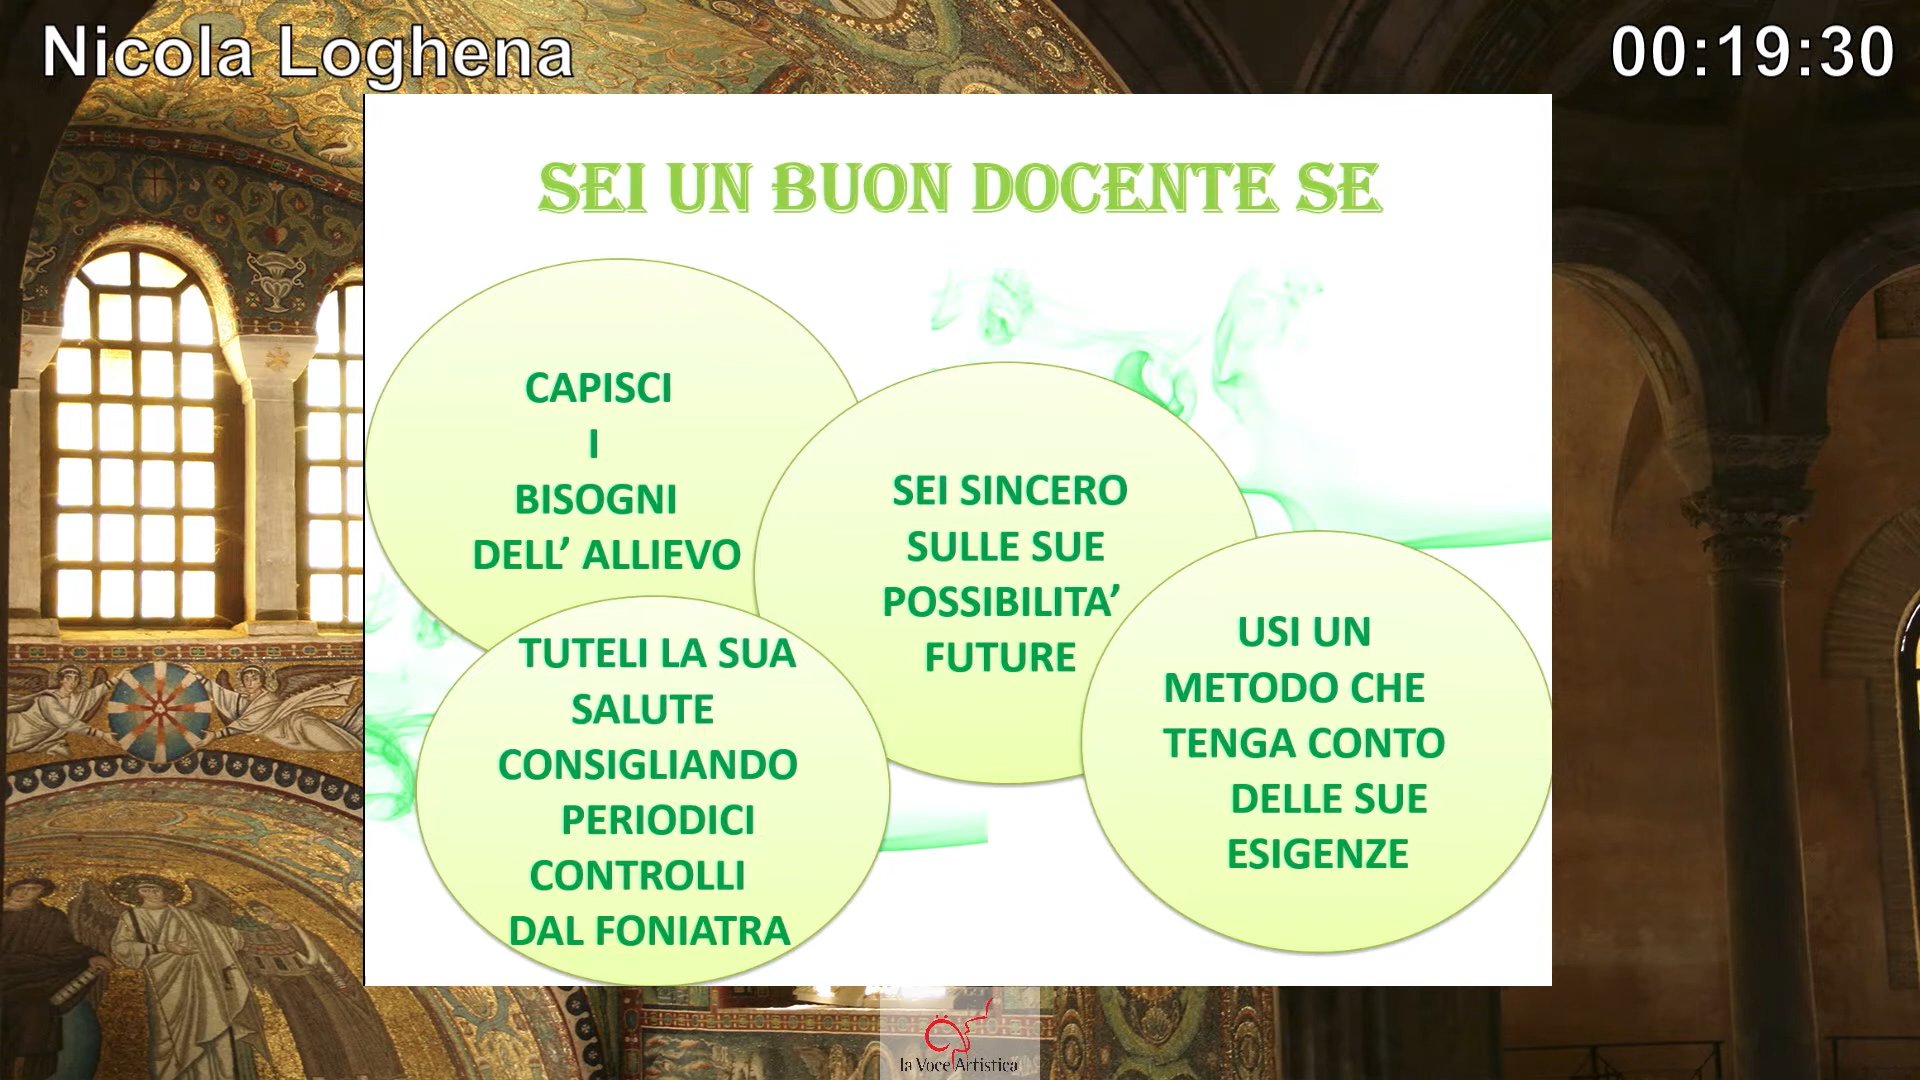 Nicola Loghena
00:19:30
SEI UN BUON DOCENTE SE
CAPISCI
I
BISOGNI
DELL’ ALLIEVO
SEI SINCERO
SULLE SUE
POSSIBILITA’
FUTURE
TUTELI LA SUA
SALUTE
CONSIGLIANDO
PERIODICI
CONTROLLI
DAL FONIATRA
USI UN
METODO CHE
TENGA CONTO
DELLE SUE
ESIGENZE
la Voce Artistica